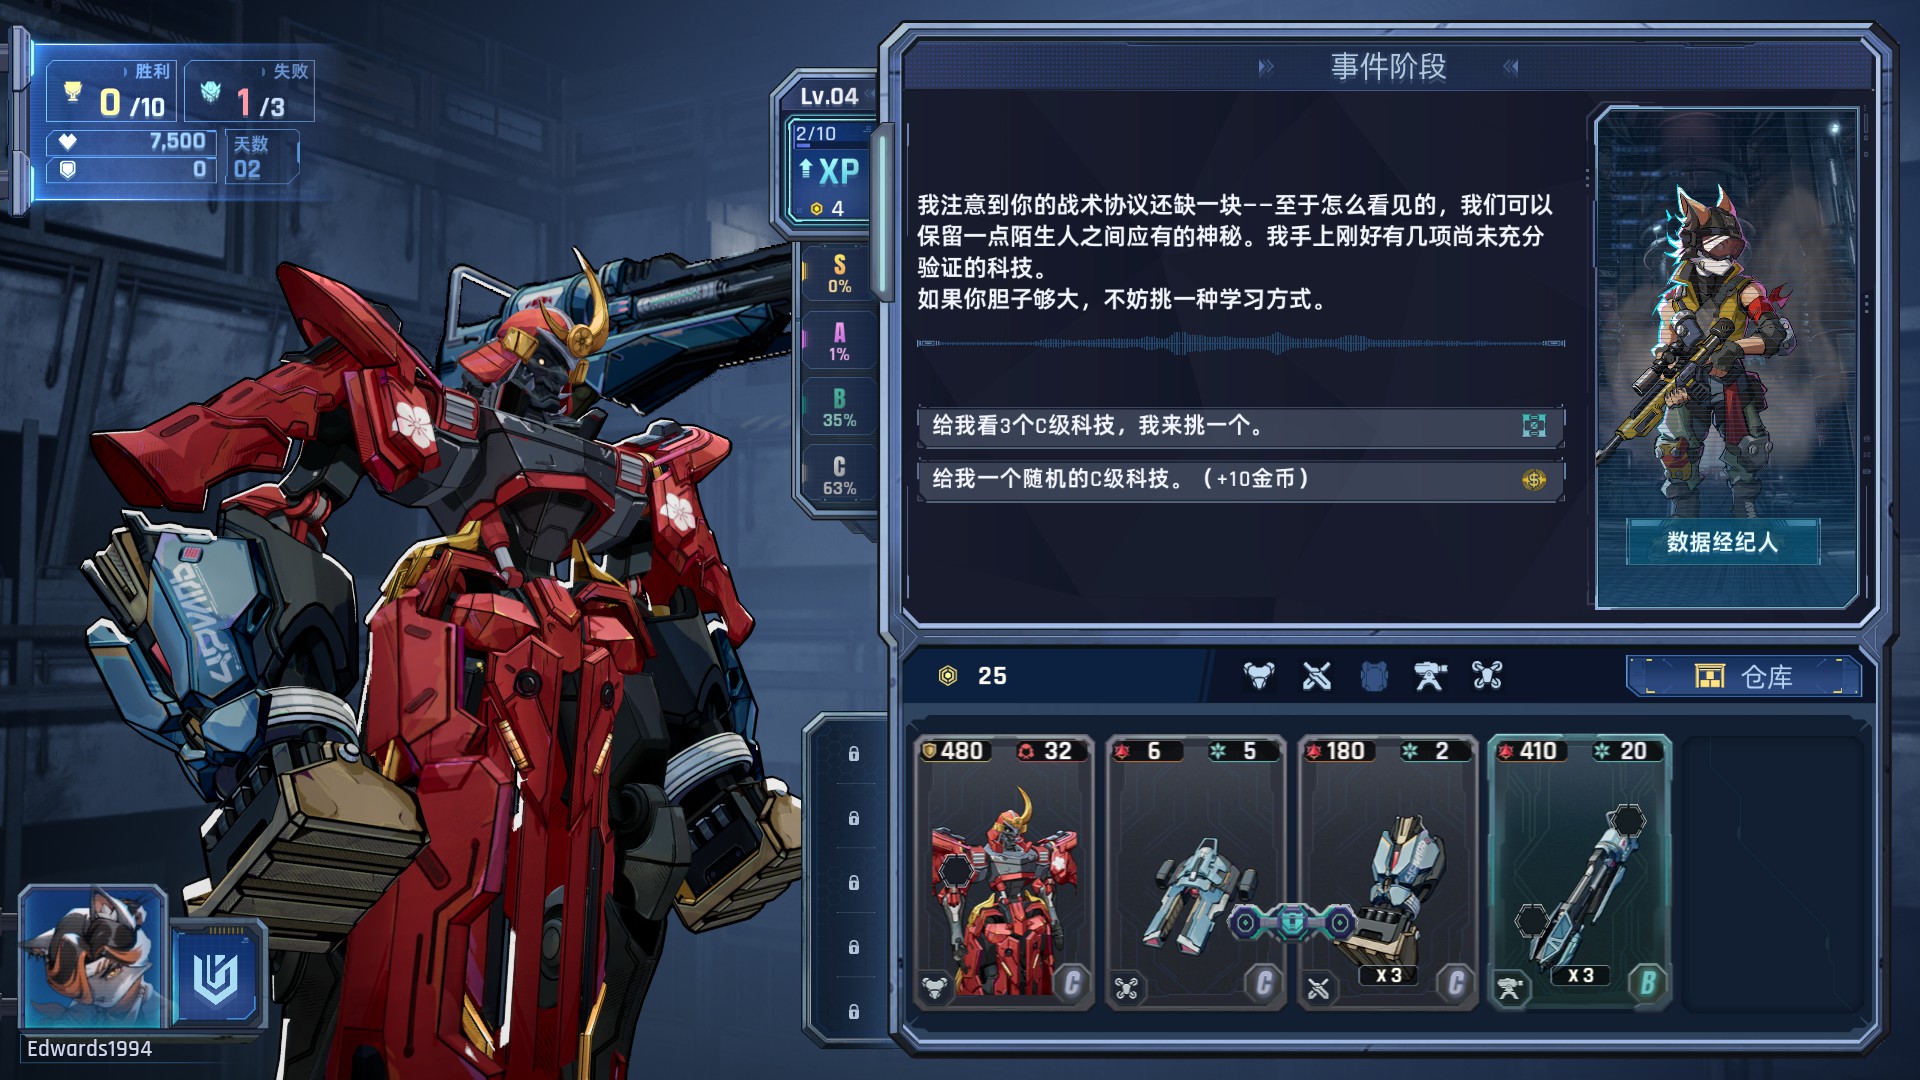 胜利
0/10
失败
1/3
7,500
0
天数
02
Lv.04
2/10
XP
4
S
0%
A
1%
B
35%
C
63%
事件阶段
我注意到你的战术协议还缺一块——至于怎么看见的，我们可以
保留一点陌生人之间应有的神秘。我手上刚好有几项尚未充分
验证的科技。
如果你胆子够大，不妨挑一种学习方式。
给我看3个C级科技，我来挑一个。
给我一个随机的C级科技。（+10金币）
数据经纪人
25
仓库
480 32
C
6 5
C
180 2
x3
C
410 20
x3
B
Edwards1994